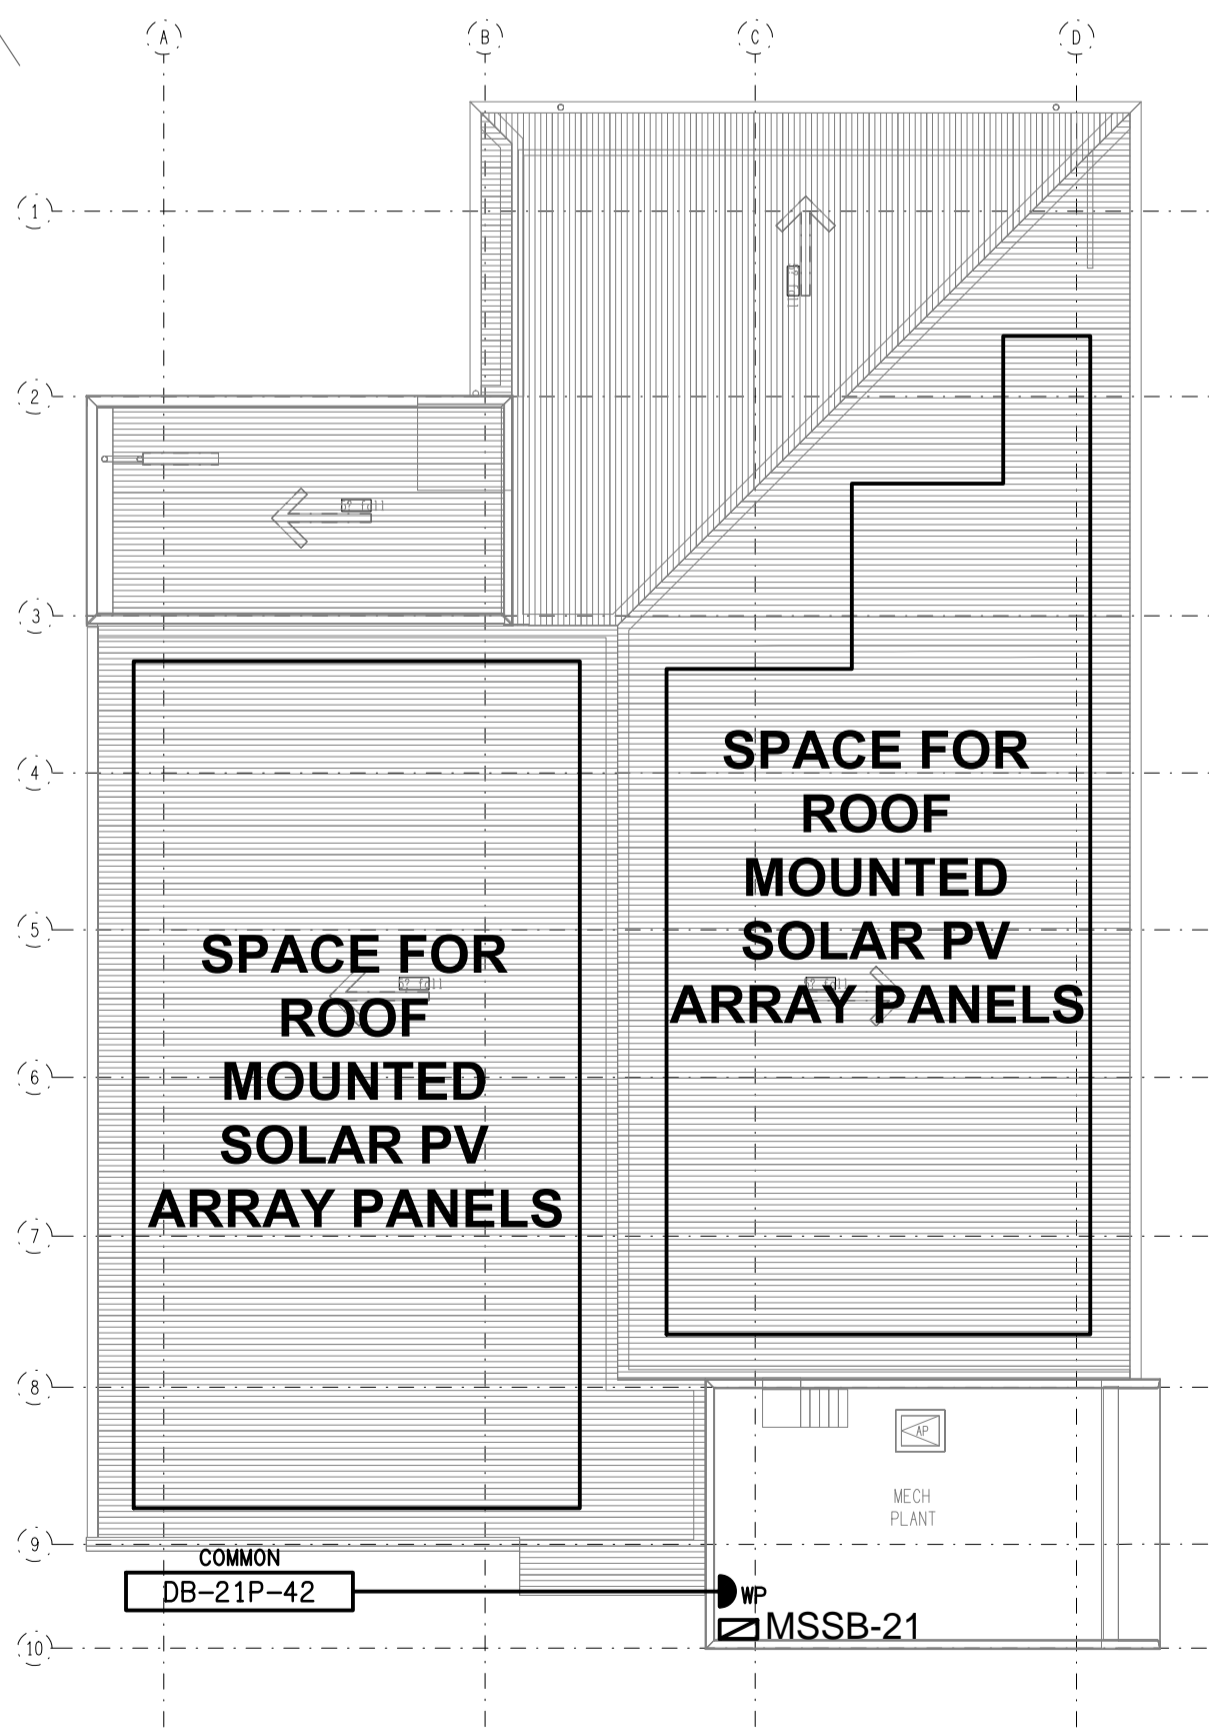 A
B
C
D
1
2
3
SPACE FOR
ROOF
MOUNTED
SOLAR PV
ARRAY PANELS
4
5
SPACE FOR
ROOF
MOUNTED
SOLAR PV
ARRAY PANELS
6
7
8
AP
MECH
PLANT
9
COMMON
DB-21P-42
WP
MSSB-21
10